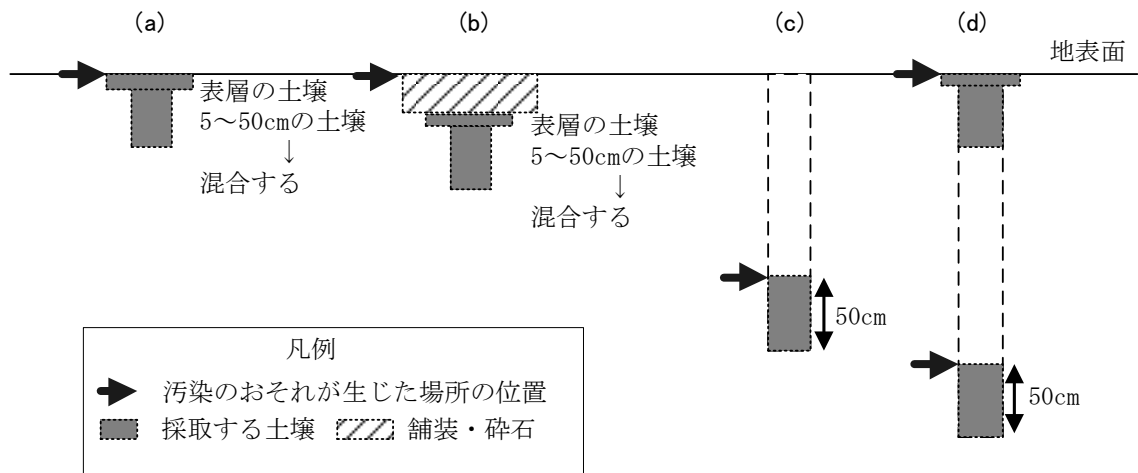 (a)
(b)
(c)
(d)
地表面
表層の土壌
5～50cmの土壌
↓
混合する
表層の土壌
5～50cmの土壌
↓
混合する
50cm
50cm
凡例
汚染のおそれが生じた場所の位置
採取する土壌
舗装・砕石